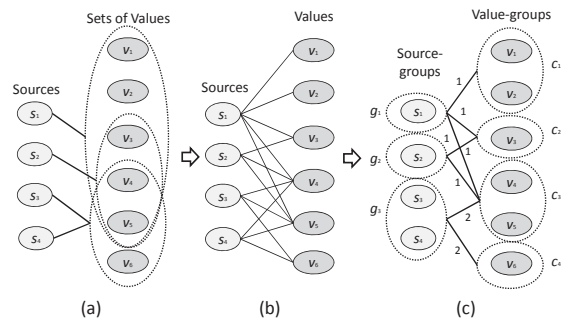 Sets of Values
Sources
S1
S2
S3
S4
V1
V2
V3
V4
V5
V6
(a)
Values
Sources
S1
S2
S3
S4
V1
V2
V3
V4
V5
V6
(b)
Value-groups
Source-
groups
g1
g2
g3
S1
S2
S3
S4
1
1
1
1
1
2
2
V1
V2
V3
V4
V5
V6
C1
C2
C3
C4
(c)